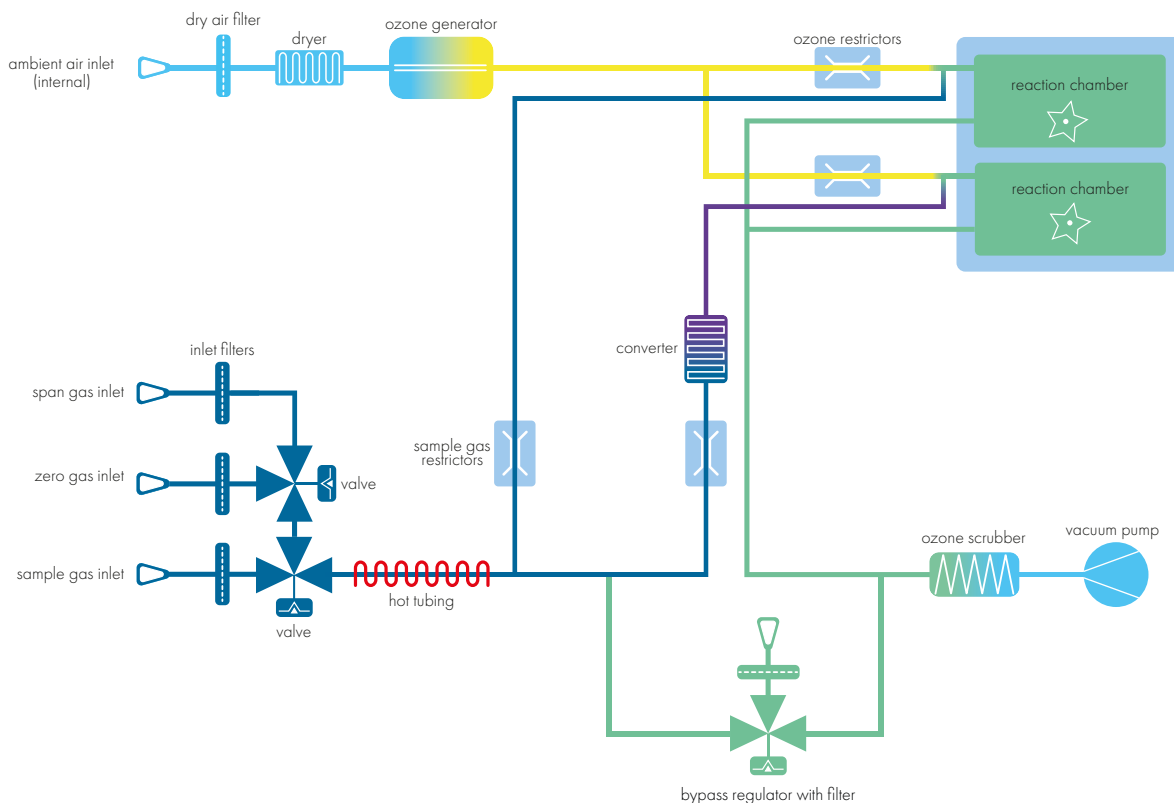 dry air filter
dryer
ozone generator
ozone restrictors
ambient air inlet
(internal)
reaction chamber
reaction chamber
converter
inlet filters
span gas inlet
sample gas
restrictors
zero gas inlet
valve
sample gas inlet
hot tubing
valve
ozone scrubber
vacuum pump
bypass regulator with filter